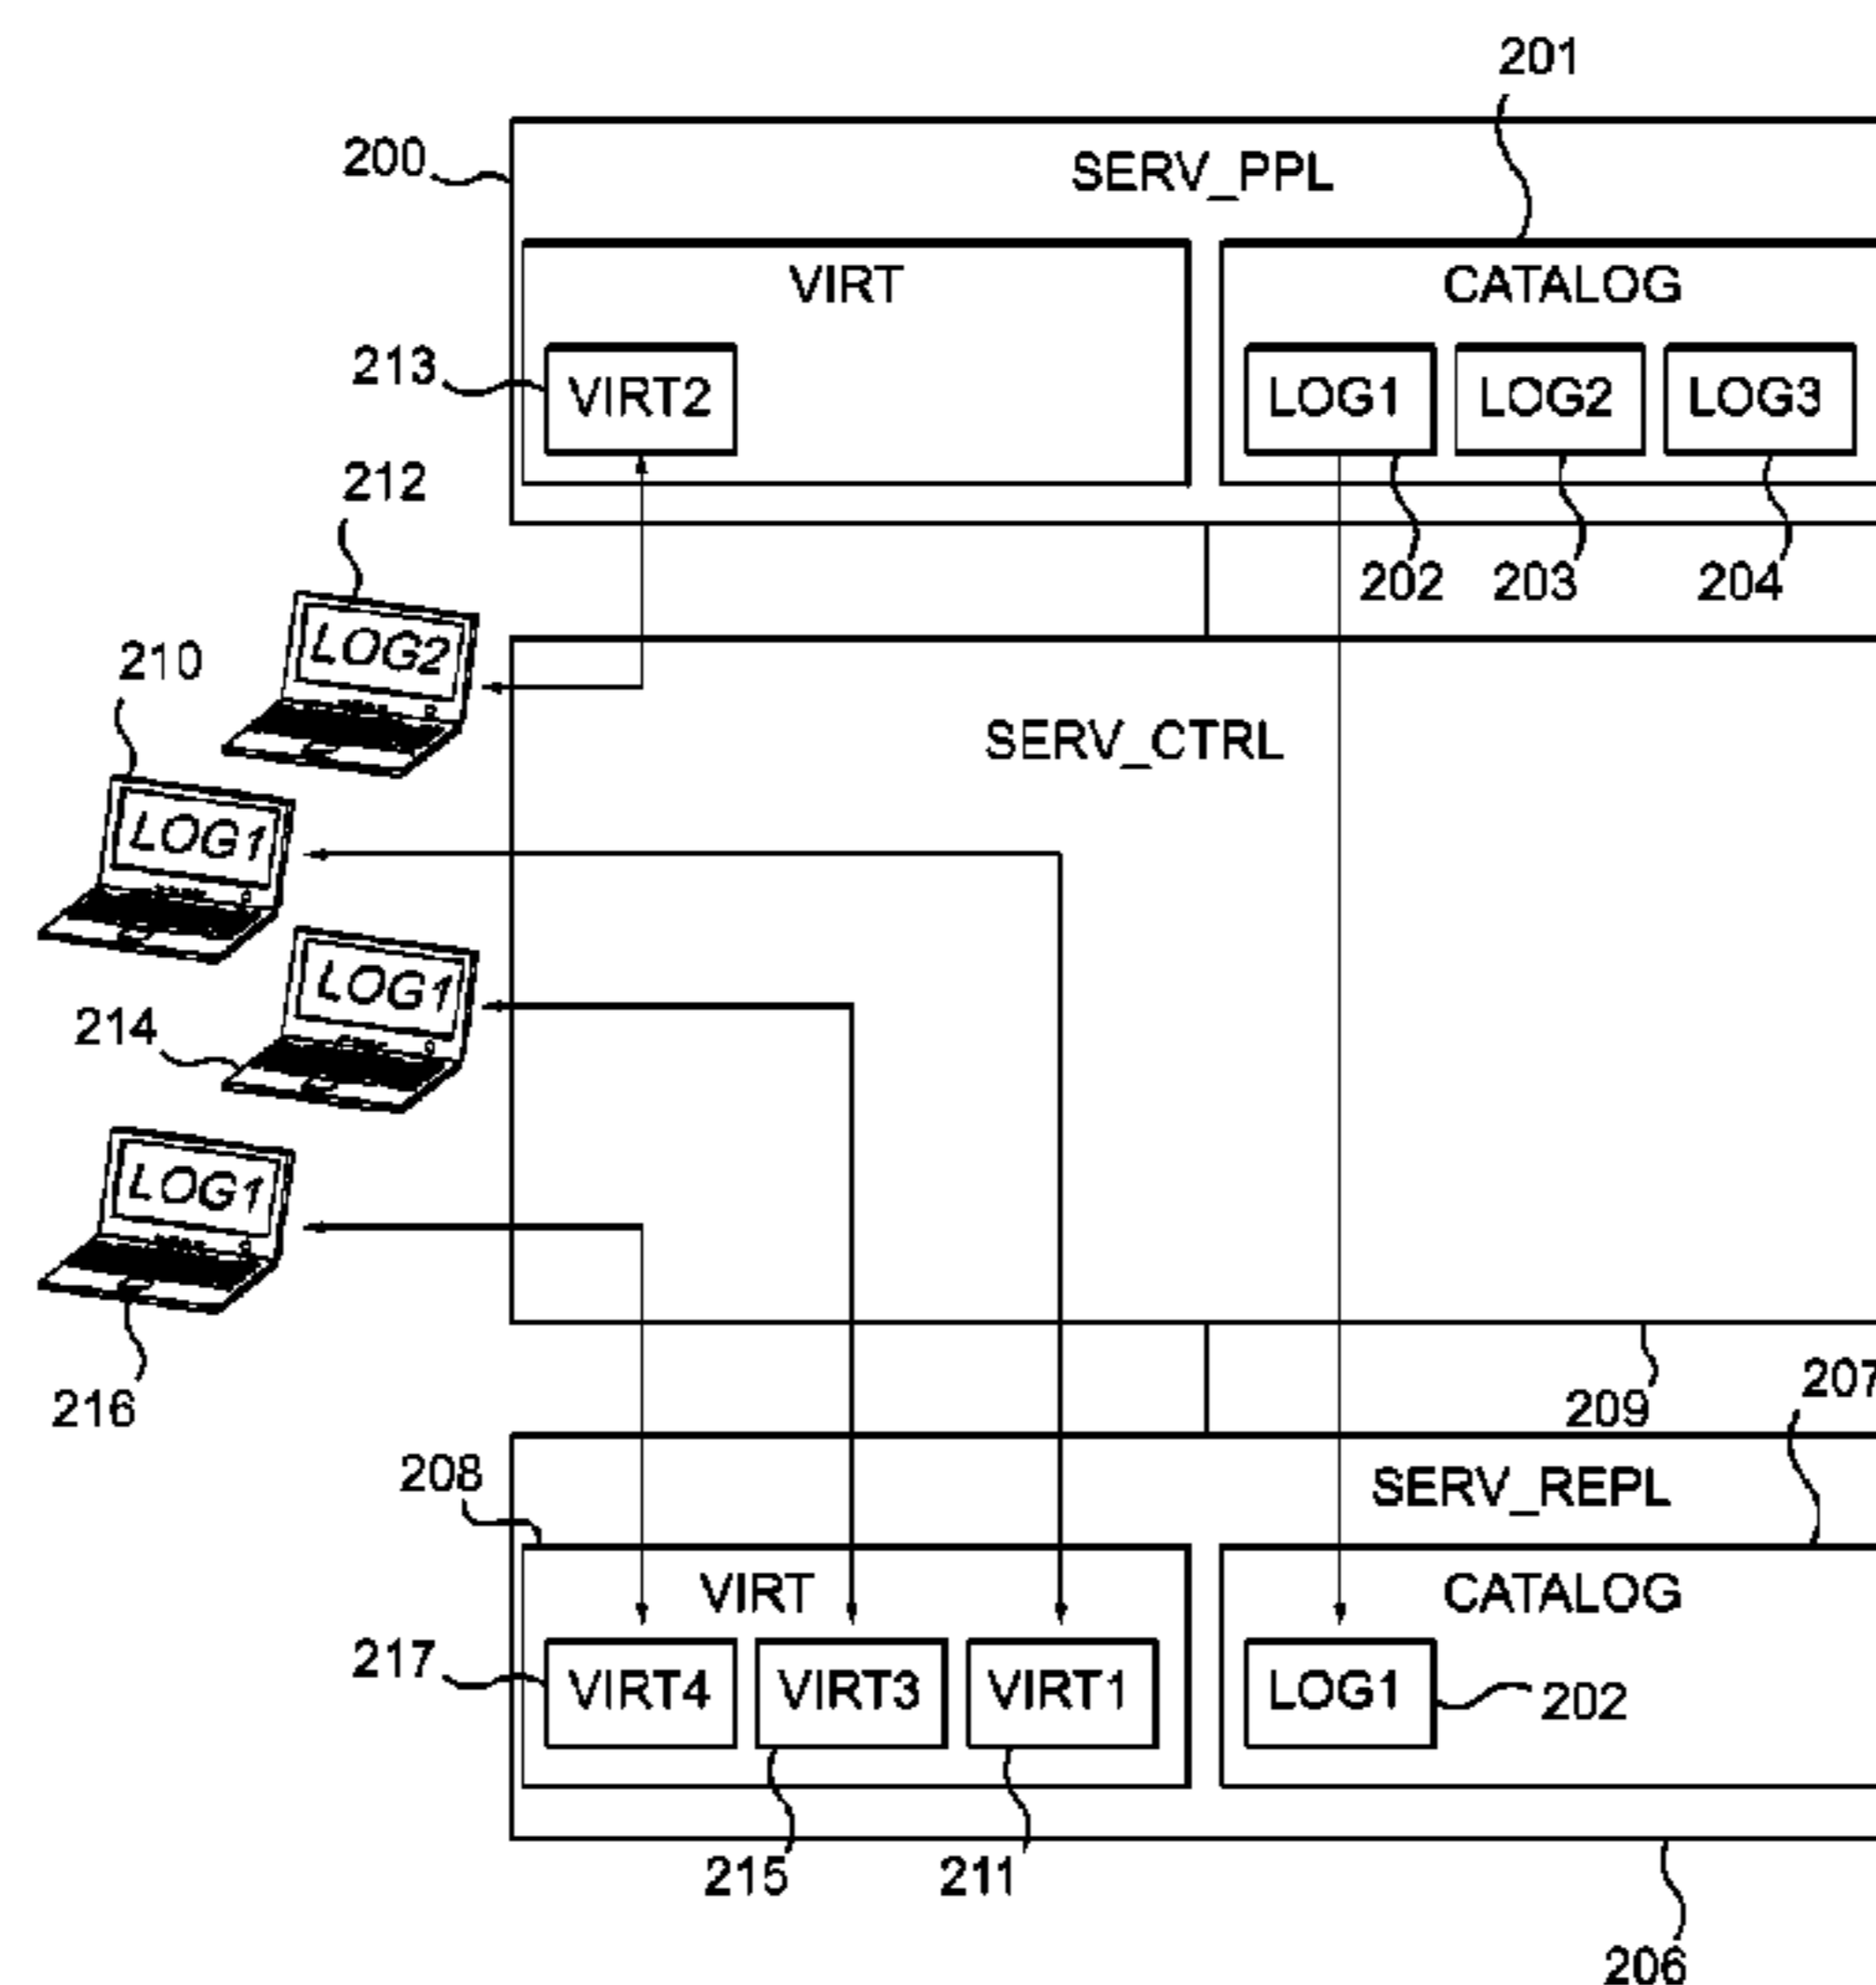 201
200
SERV_PPL
VIRT
CATALOG
213
VIRT2
LOG1
LOG2
LOG3
212
202
203
204
LOG2
210
SERV_CTRL
LOG1
LOG1
214
LOG1
216
209
207
208
SERV_REPL
VIRT
CATALOG
217
VIRT4
VIRT3
VIRT1
LOG1
202
215
211
206